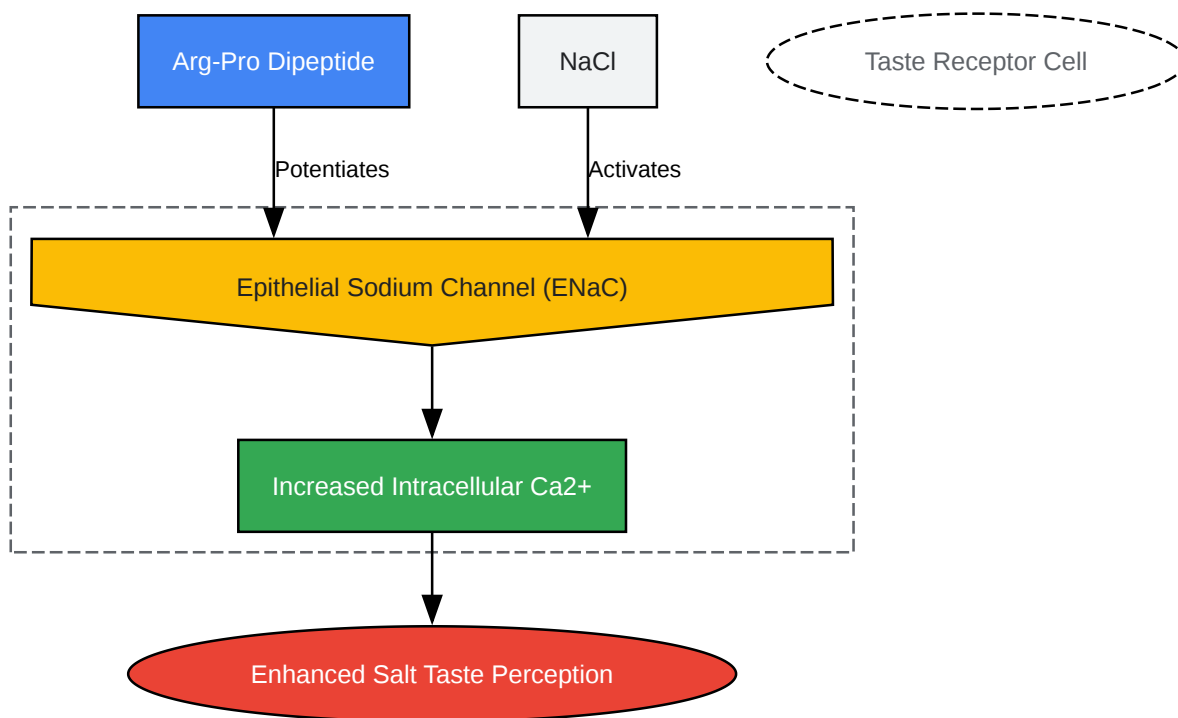 Arg-Pro Dipeptide
NaCl
Taste Receptor Cell
Potentiates
Activates
Epithelial Sodium Channel (ENaC)
Increased Intracellular Ca2+
Enhanced Salt Taste Perception